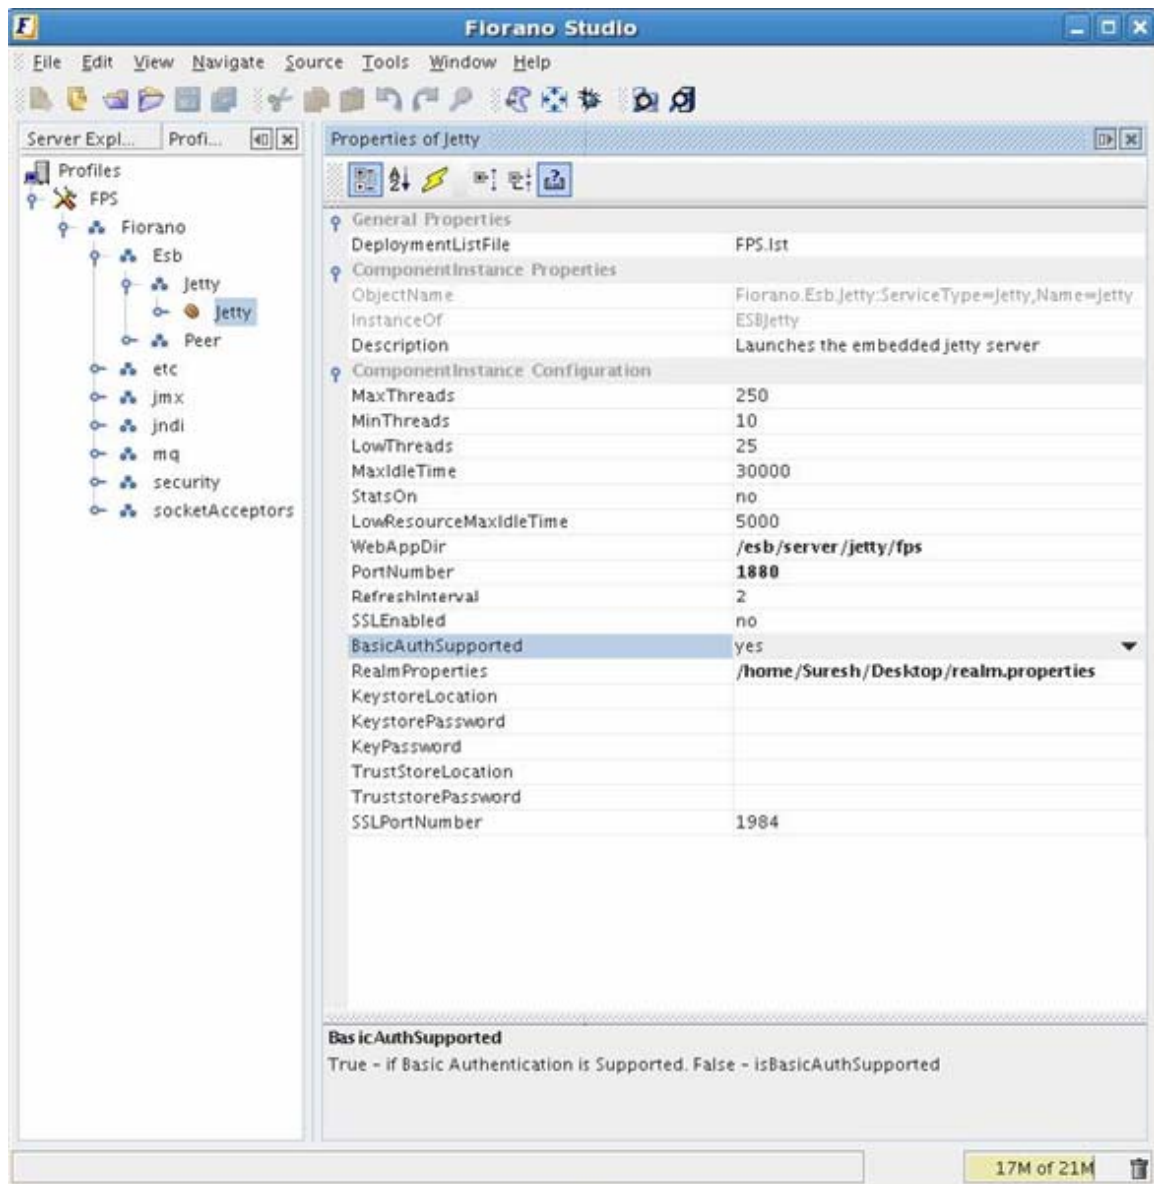 Fiorano Studio
File Edit View Navigate Source Tools Window Help
Server Expl... Profi...
Profiles
FPS
Fiorano
Esb
Jetty
Jetty
Peer
etc
jmx
jndi
mq
security
socketAcceptors
Properties of Jetty
General Properties
DeploymentListFile FPS.lst
ComponentInstance Properties
ObjectName Fiorano.Esb.Jetty:ServiceType=Jetty,Name=Jetty
InstanceOf ESBJetty
Description Launches the embedded jetty server
ComponentInstance Configuration
MaxThreads 250
MinThreads 10
LowThreads 25
MaxIdleTime 30000
StatsOn no
LowResourceMaxIdleTime 5000
WebAppDir /esb/server/jetty/fps
PortNumber 1880
RefreshInterval 2
SSLEnabled no
BasicAuthSupported yes
RealmProperties /home/Suresh/Desktop/realm.properties
KeystoreLocation
KeystorePassword
KeyPassword
TrustStoreLocation
TruststorePassword
SSLPortNumber 1984
BasicAuthSupported
True - if Basic Authentication is Supported. False - isBasicAuthSupported
17M of 21M